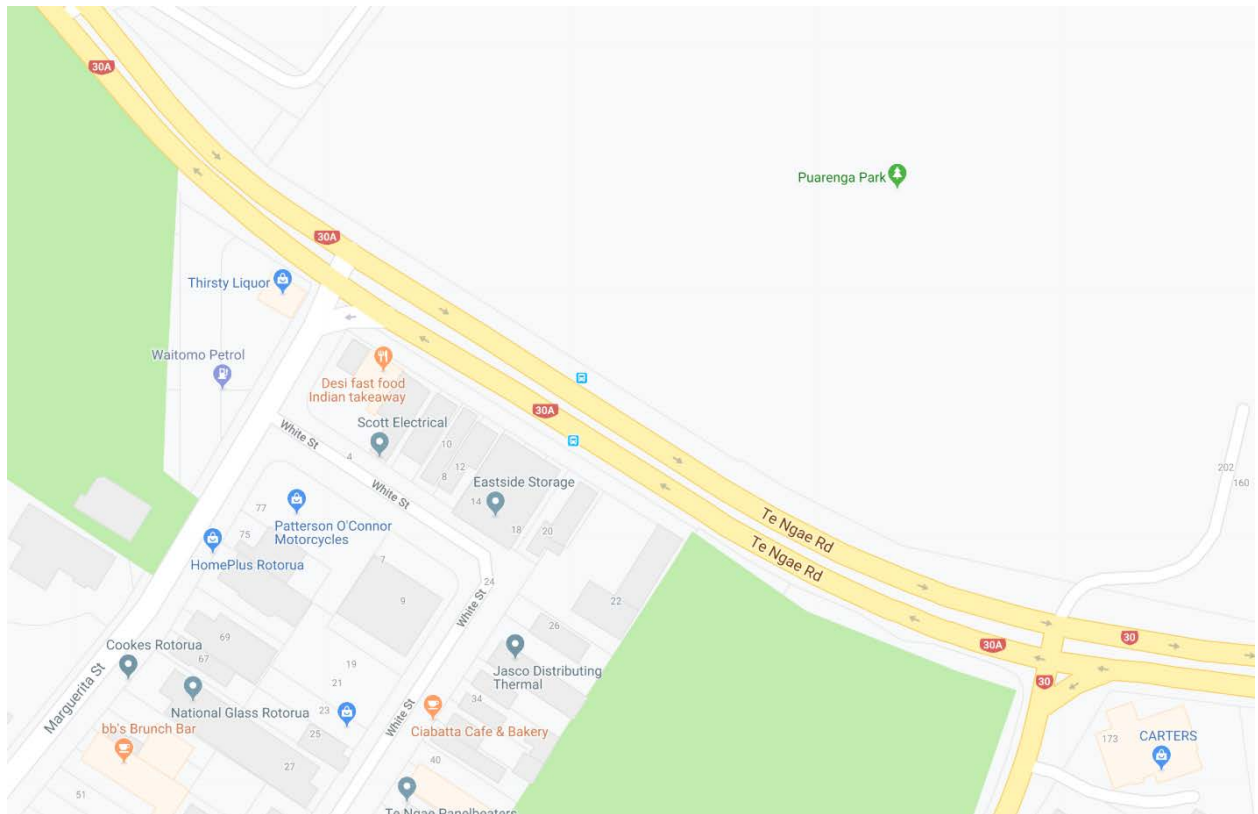 30A
Puarenga Park
30A
Thirsty Liquor
Waitomo Petrol
Desi fast food
Indian takeaway
30A
Scott Electrical
White St
10
4
12
8
202
160
White St
Eastside Storage
14
18
20
77
Patterson O'Connor
Motorcycles
75
HomePlus Rotorua
7
Te Ngae Rd
Te Ngae Rd
24
9
22
White St
26
69
67
Cookes Rotorua
30
30A
19
21
Jasco Distributing
Thermal
30
Marguerita St
National Glass Rotorua
23
34
White St
bb's Brunch Bar
25
Ciabatta Cafe & Bakery
173
CARTERS
27
40
51
Te Ngae Panelbeaters